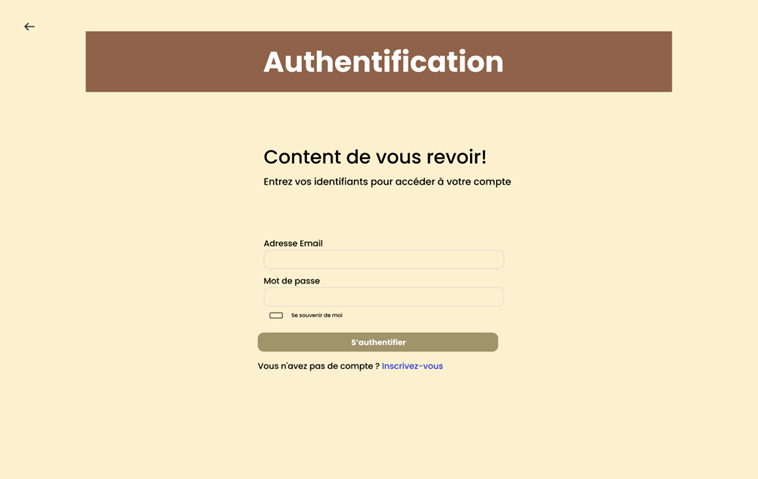 Authentification
Content de vous revoir!
Entrez vos identifiants pour accéder à votre compte
Adresse Email
Mot de passe
Se souvenir de moi
S'authentifier
Vous n'avez pas de compte ? Inscrivez-vous